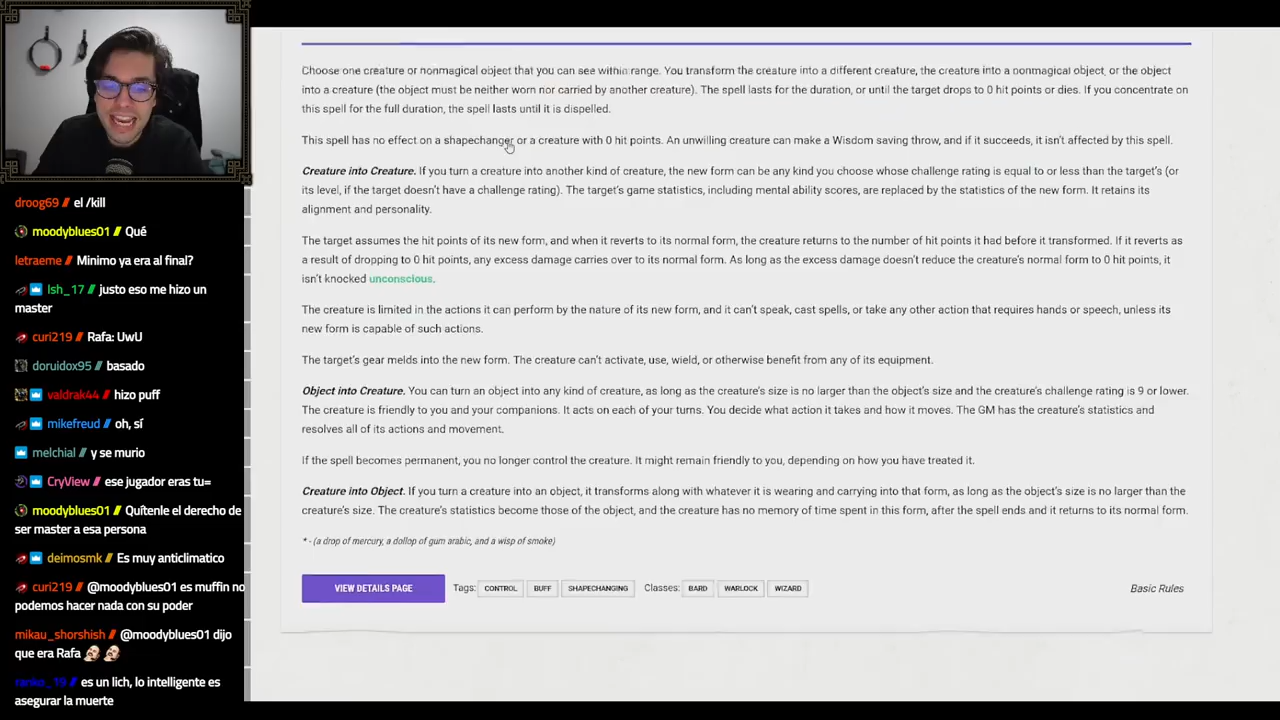 droog69 // el /kill
moodyblues01 // Qué
letraeme // Minimo ya era al final?
lsh_17 // justo eso me hizo un
master
curi219 // Rafa: UwU
doruidox95 // basado
valdrak44 // hizo puff
mikefreud // oh, sí
melchial // y se murio
CryView // ese jugador eras tu=
moodyblues01 // Quítenle el derecho de
ser master a esa persona
deimosmk // Es muy anticlimatico
curi219 // @moodyblues01 es muffin no
podemos hacer nada con su poder
mikau_shorshish // @moodyblues01 dijo
que era Rafa
ranko_19 // es un lich, lo inteligente es
asegurar la muerte
Choose one creature or nonmagical object that you can see within range. You transform the creature into a different creature, the creature into a nonmagical object, or the object
into a creature (the object must be neither worn nor carried by another creature). The spell lasts for the duration, or until the target drops to 0 hit points or dies. If you concentrate on
this spell for the full duration, the spell lasts until it is dispelled.
This spell has no effect on a shapechanger or a creature with 0 hit points. An unwilling creature can make a Wisdom saving throw, and if it succeeds, it isn't affected by this spell.
Creature into Creature. If you turn a creature into another kind of creature, the new form can be any kind you choose whose challenge rating is equal to or less than the target's (or
its level, if the target doesn't have a challenge rating). The target's game statistics, including mental ability scores, are replaced by the statistics of the new form. It retains its
alignment and personality.
The target assumes the hit points of its new form, and when it reverts to its normal form, the creature returns to the number of hit points it had before it transformed. If it reverts as
a result of dropping to 0 hit points, any excess damage carries over to its normal form. As long as the excess damage doesn't reduce the creature's normal form to 0 hit points, it
isn't knocked unconscious.
The creature is limited in the actions it can perform by the nature of its new form, and it can't speak, cast spells, or take any other action that requires hands or speech, unless its
new form is capable of such actions.
The target's gear melds into the new form. The creature can't activate, use, wield, or otherwise benefit from any of its equipment.
Object into Creature. You can turn an object into any kind of creature, as long as the creature's size is no larger than the object's size and the creature's challenge rating is 9 or lower.
The creature is friendly to you and your companions. It acts on each of your turns. You decide what action it takes and how it moves. The GM has the creature's statistics and
resolves all of its actions and movement.
If the spell becomes permanent, you no longer control the creature. It might remain friendly to you, depending on how you have treated it.
Creature into Object. If you turn a creature into an object, it transforms along with whatever it is wearing and carrying into that form, as long as the object's size is no larger than the
creature's size. The creature's statistics become those of the object, and the creature has no memory of time spent in this form, after the spell ends and it returns to its normal form.
* - (a drop of mercury, a dollop of gum arabic, and a wisp of smoke)
VIEW DETAILS PAGE Tags: CONTROL BUFF SHAPECHANGING Classes: BARD WARLOCK WIZARD Basic Rules